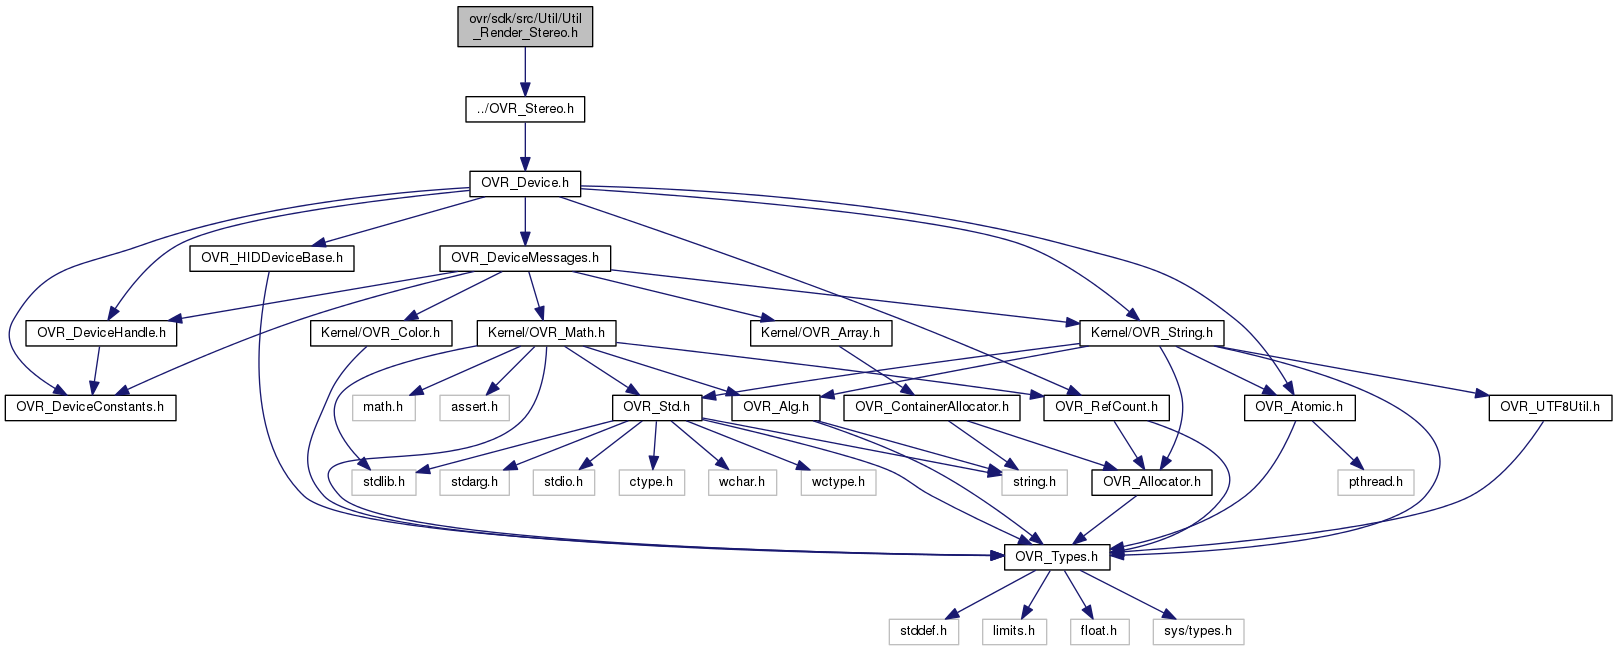 ovr/sdk/src/Util/Util
_Render_Stereo.h
../OVR_Stereo.h
OVR_Device.h
OVR_HIDDeviceBase.h
OVR_DeviceMessages.h
OVR_DeviceHandle.h
Kernel/OVR_Color.h
Kernel/OVR_Math.h
Kernel/OVR_Array.h
Kernel/OVR_String.h
OVR_DeviceConstants.h
math.h
assert.h
OVR_Std.h
OVR_Alg.h
OVR_ContainerAllocator.h
OVR_RefCount.h
OVR_Atomic.h
OVR_UTF8Util.h
stdlib.h
stdarg.h
stdio.h
ctype.h
wchar.h
wctype.h
string.h
OVR_Allocator.h
pthread.h
OVR_Types.h
stddef.h
limits.h
float.h
sys/types.h